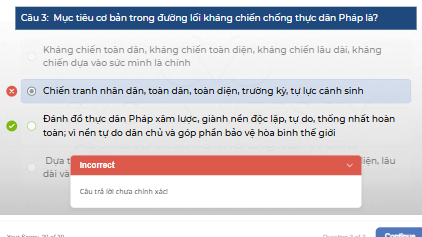 Câu 3: Mục tiêu cơ bản trong đường lối kháng chiến chống thực dân Pháp là?
Kháng chiến toàn dân, kháng chiến toàn diện, kháng chiến lâu dài, kháng
chiến dựa vào sức mình là chính
Chiến tranh nhân dân, toàn dân, toàn diện, trường kỳ, tự lực cánh sinh
Đánh đổ thực dân Pháp xâm lược, giành nền độc lập, tự do, thống nhất hoàn
toàn; vì nền tự do dân chủ và góp phần bảo vệ hòa bình thế giới
Dựa t
diện, lâu
dài và
Incorrect
Câu trả lời chưa chính xác!